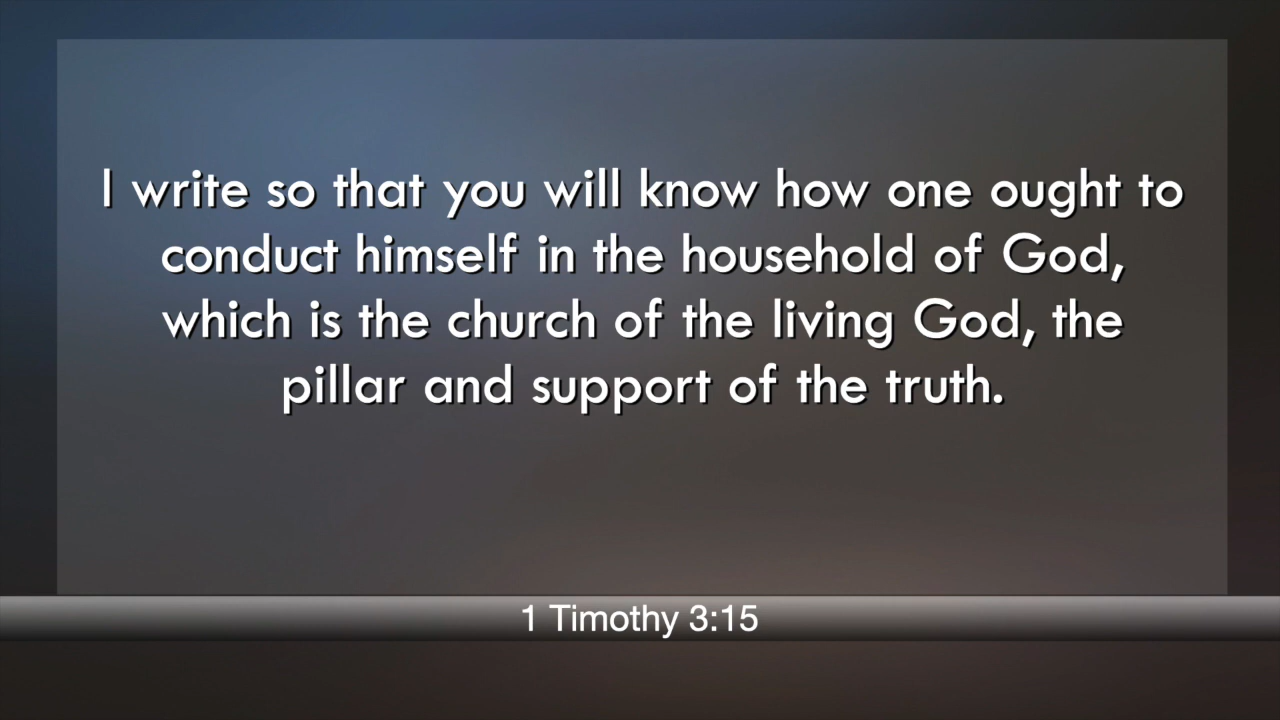 I write so that you will know how one ought to
conduct himself in the household of God,
which is the church of the living God, the
pillar and support of the truth.
1 Timothy 3:15